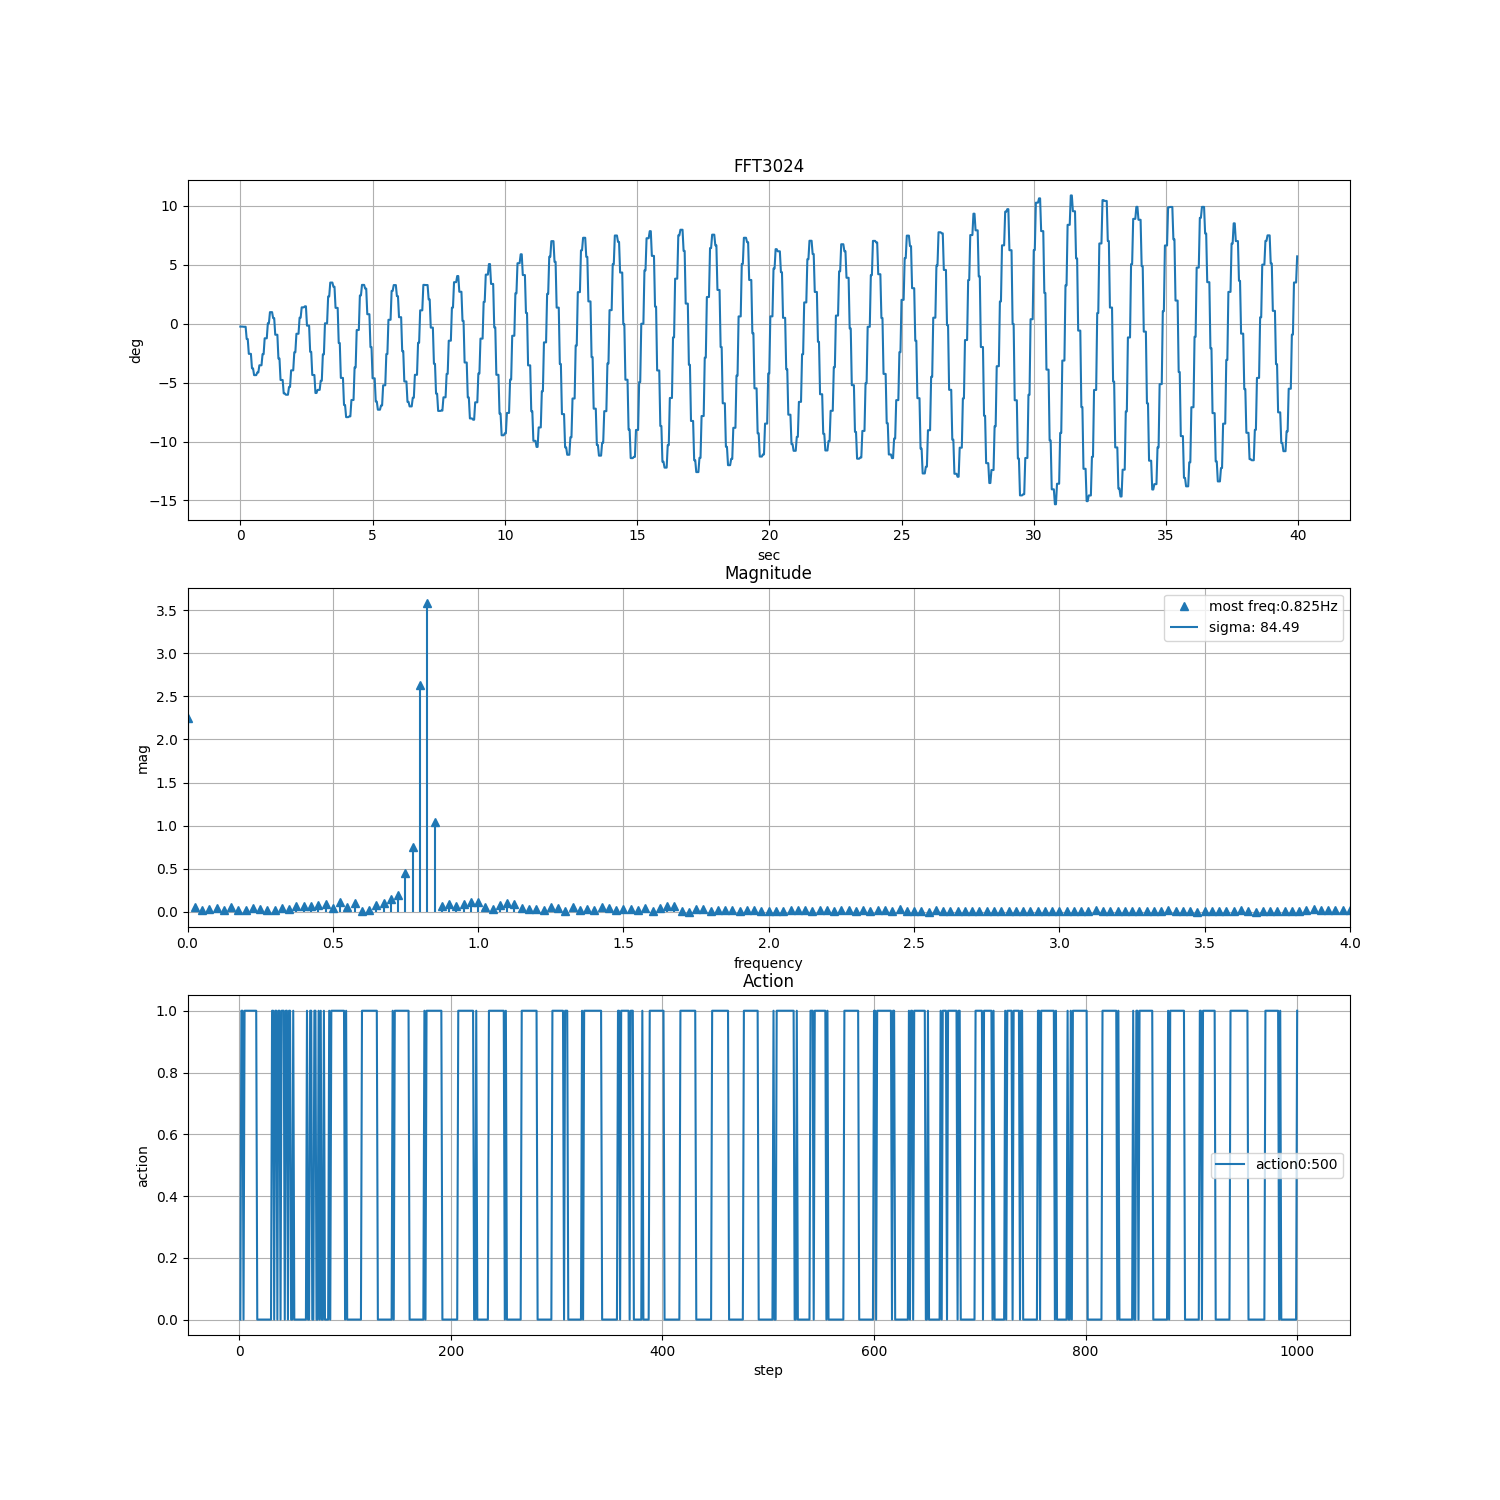 FFT3024
10
5
0
−5
−10
−15
deg
0 5 10 15 20 25 30 35 40
sec
Magnitude
most freq:0.825Hz
sigma: 84.49
3.5
3.0
2.5
2.0
1.5
1.0
0.5
0.0
mag
0.0 0.5 1.0 1.5 2.0 2.5 3.0 3.5 4.0
frequency
Action
1.0
0.8
0.6
0.4
0.2
0.0
action
action0:500
0 200 400 600 800 1000
step